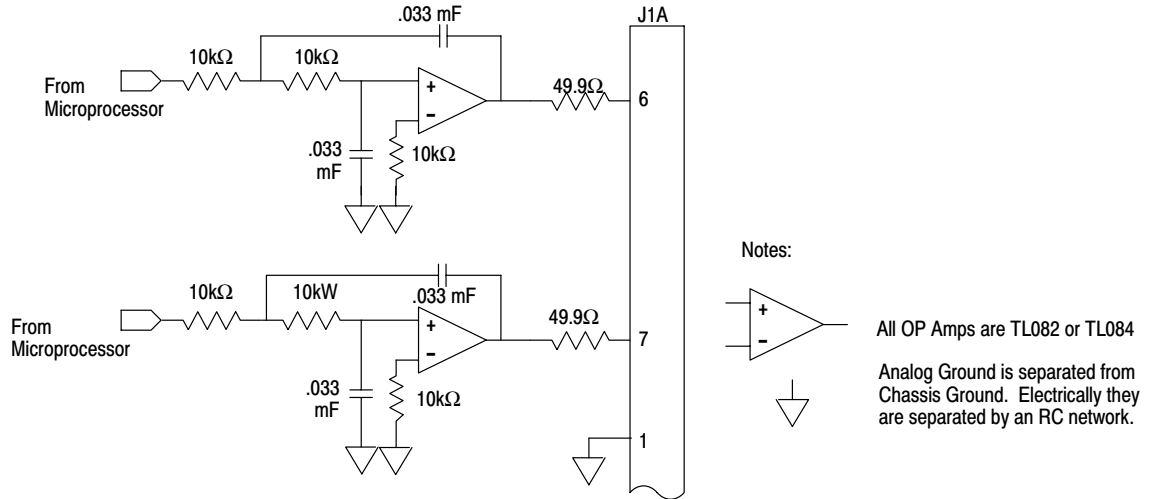 .033 mF
J1A
10kΩ
10kΩ
From
Microprocessor
+
-
49.9Ω
6
.033
mF
10kΩ
Notes:
10kΩ
10kW
.033 mF
From
Microprocessor
+
-
49.9Ω
7
.033
mF
10kΩ
1
+
-
All OP Amps are TL082 or TL084
Analog Ground is separated from
Chassis Ground. Electrically they
are separated by an RC network.